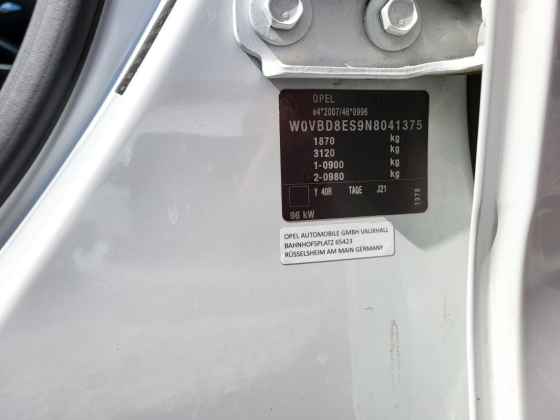 OPEL
e4*2007/46*0996
W0VBD8ES9N8041375
1870 kg
3120 kg
1-0900 kg
2-0980 kg
Y 40R TAQE J21
1375
96 kW
OPEL AUTOMOBILE GMBH VAUXHALL
BAHNHOFSPLATZ 65423
RÜSSELSHEIM AM MAIN GERMANY